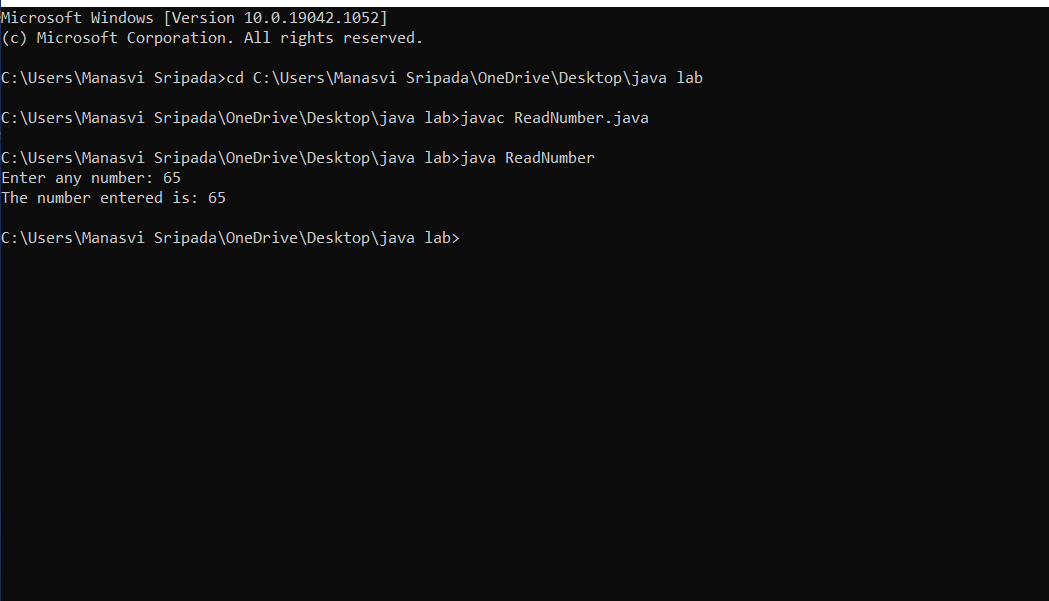 Microsoft Windows [Version 10.0.19042.1052]
(c) Microsoft Corporation. All rights reserved.
C:\Users\Manasvi Sripada>cd C:\Users\Manasvi Sripada\OneDrive\Desktop\java lab
C:\Users\Manasvi Sripada\OneDrive\Desktop\java lab>javac ReadNumber.java
C:\Users\Manasvi Sripada\OneDrive\Desktop\java lab>java ReadNumber
Enter any number: 65
The number entered is: 65
C:\Users\Manasvi Sripada\OneDrive\Desktop\java lab>